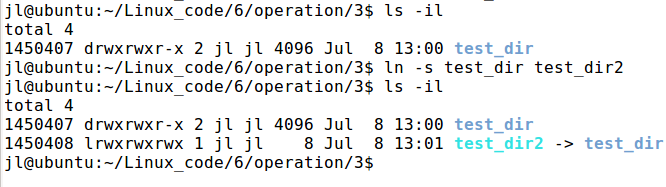 jl@ubuntu:~/Linux_code/6/operation/3$ ls -il
total 4
1450407 drwxrwxr-x 2 jl jl 4096 Jul  8 13:00 test_dir
jl@ubuntu:~/Linux_code/6/operation/3$ ln -s test_dir test_dir2
jl@ubuntu:~/Linux_code/6/operation/3$ ls -il
total 4
1450407 drwxrwxr-x 2 jl jl 4096 Jul  8 13:00 test_dir
1450408 lrwxrwxrwx 1 jl jl    8 Jul  8 13:01 test_dir2 -> test_dir
jl@ubuntu:~/Linux_code/6/operation/3$